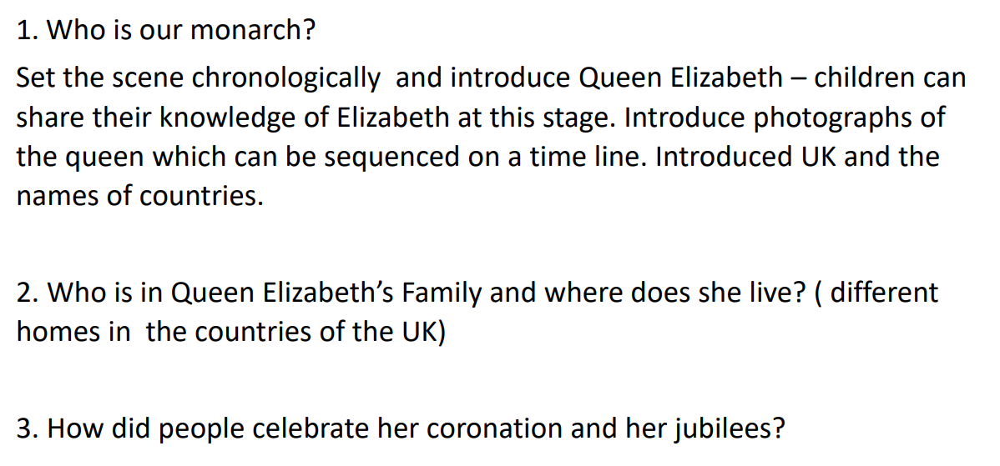 1. Who is our monarch?
Set the scene chronologically  and introduce Queen Elizabeth – children can
share their knowledge of Elizabeth at this stage. Introduce photographs of
the queen which can be sequenced on a time line. Introduced UK and the
names of countries.
2. Who is in Queen Elizabeth’s Family and where does she live? ( different
homes in  the countries of the UK)
3. How did people celebrate her coronation and her jubilees?